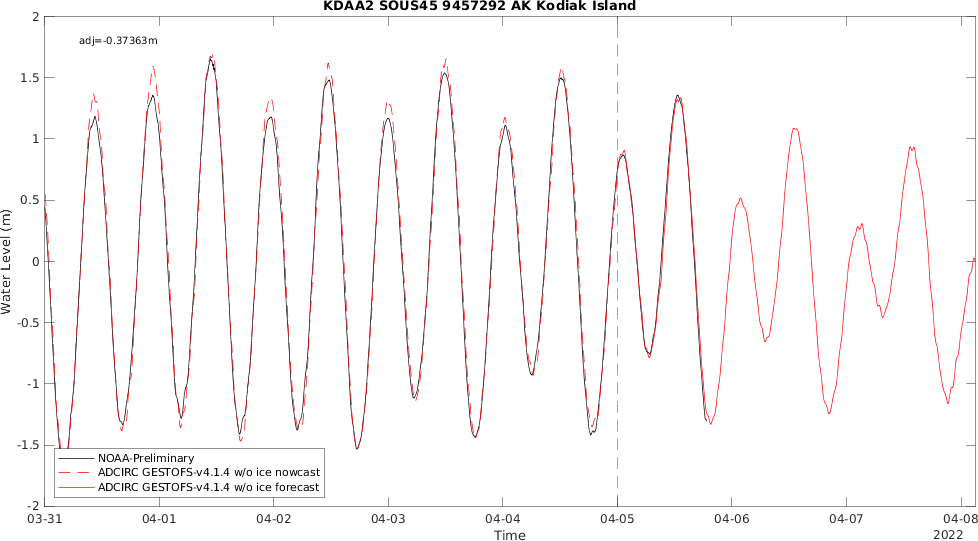 KDAA2 SOUS45 9457292 AK Kodiak Island
adj=-0.37363m
Water Level (m)
2
1.5
1
0.5
0
-0.5
-1
-1.5
-2
NOAA-Preliminary
ADCIRC GESTOFS-v4.1.4 w/o ice nowcast
ADCIRC GESTOFS-v4.1.4 w/o ice forecast
03-31 04-01 04-02 04-03 04-04 04-05 04-06 04-07 04-08
Time
2022